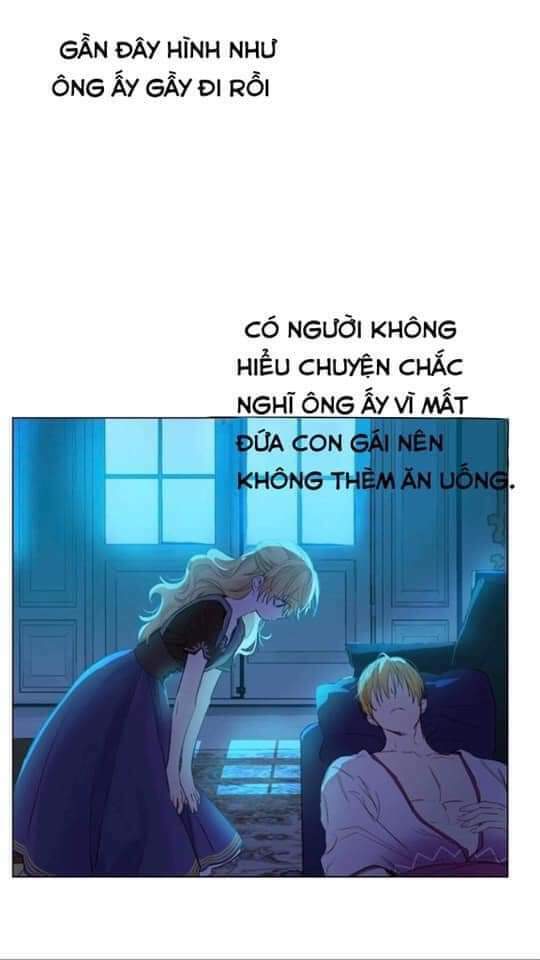 GẦN ĐÂY HÌNH NHƯ
ÔNG ẤY GẦY ĐI RỒI
CÓ NGƯỜI KHÔNG
HIỂU CHUYỆN CHẮC
NGHĨ ÔNG ẤY VÌ MẤT
ĐỨA CON GÁI NÊN
KHÔNG THÈM ĂN UỐNG.